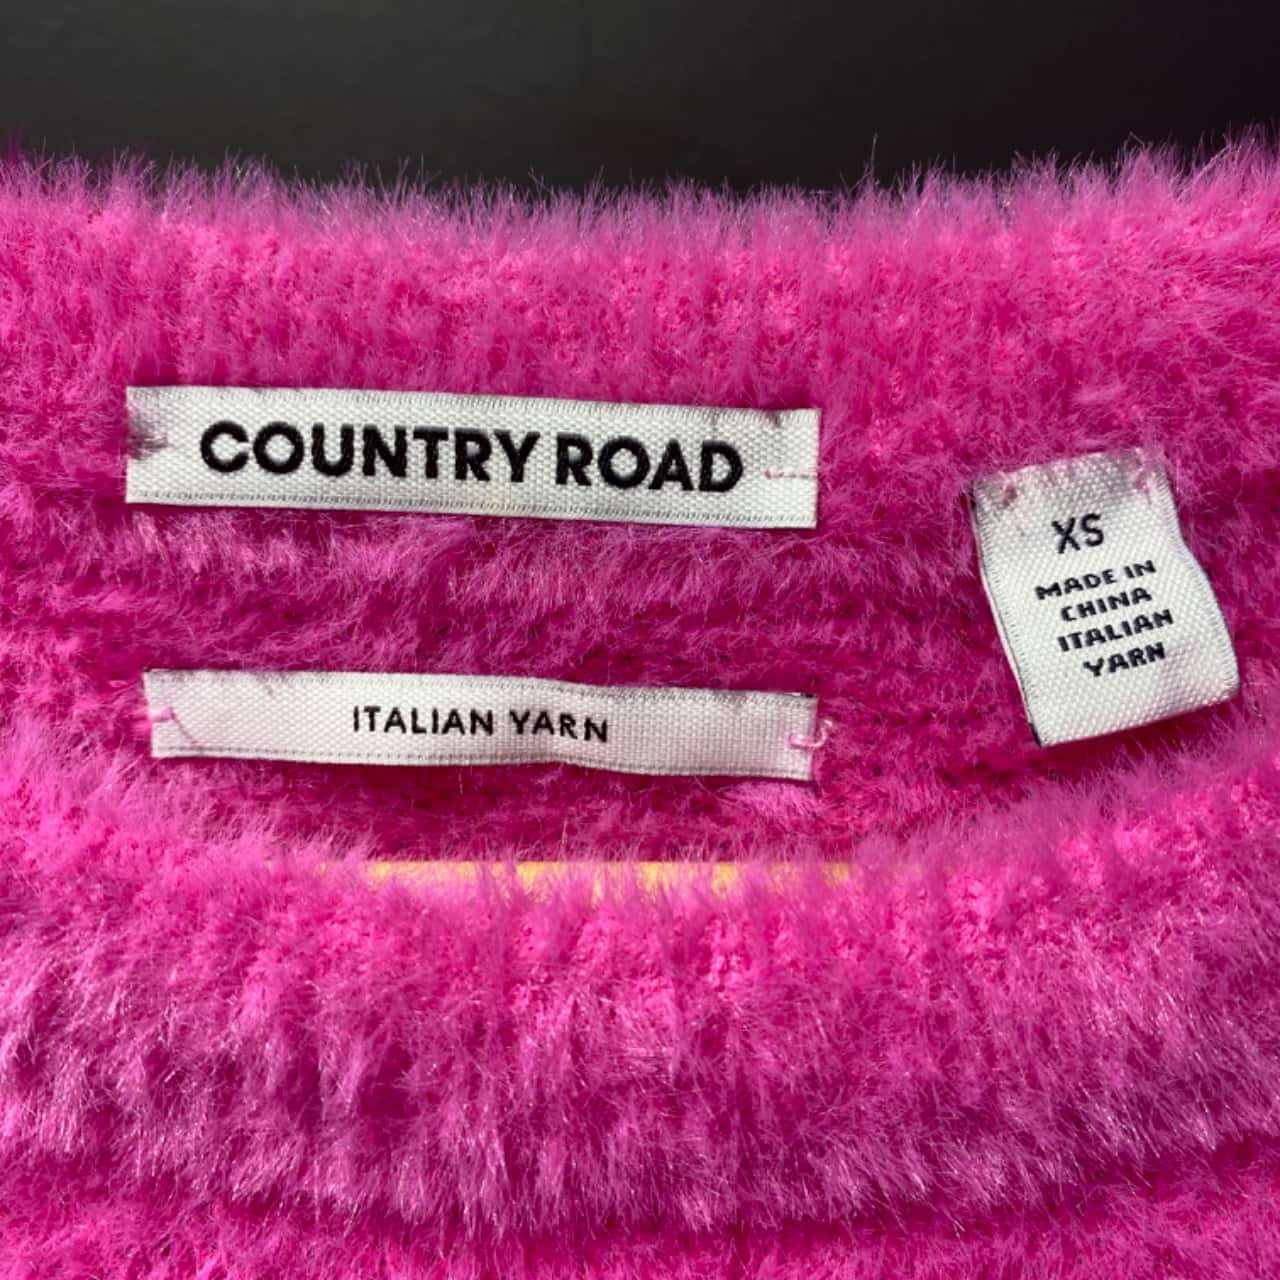 COUNTRY ROAD
ITALIAN YARN
XS
MADE IN
CHINA
ITALIAN
YARN